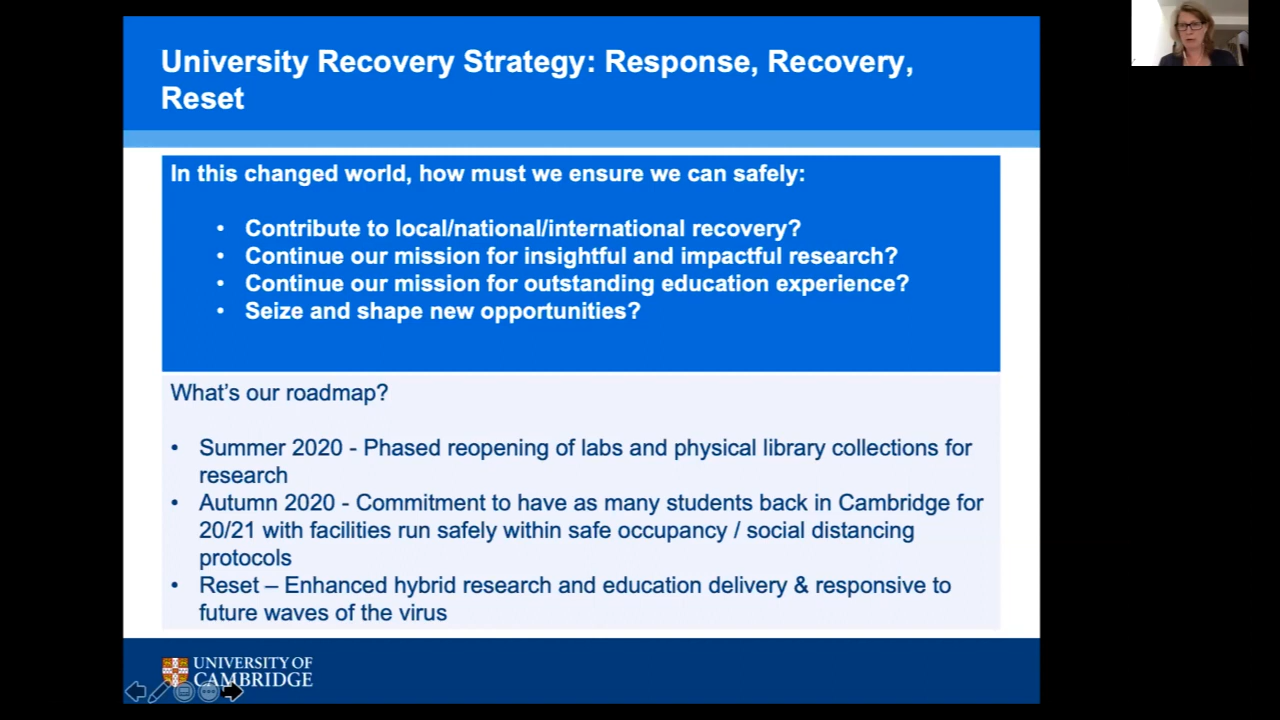 University Recovery Strategy: Response, Recovery,
Reset
In this changed world, how must we ensure we can safely:
• Contribute to local/national/international recovery?
• Continue our mission for insightful and impactful research?
• Continue our mission for outstanding education experience?
• Seize and shape new opportunities?
What's our roadmap?
• Summer 2020 - Phased reopening of labs and physical library collections for
research
• Autumn 2020 - Commitment to have as many students back in Cambridge for
20/21 with facilities run safely within safe occupancy / social distancing
protocols
• Reset – Enhanced hybrid research and education delivery & responsive to
future waves of the virus
UNIVERSITY OF
CAMBRIDGE